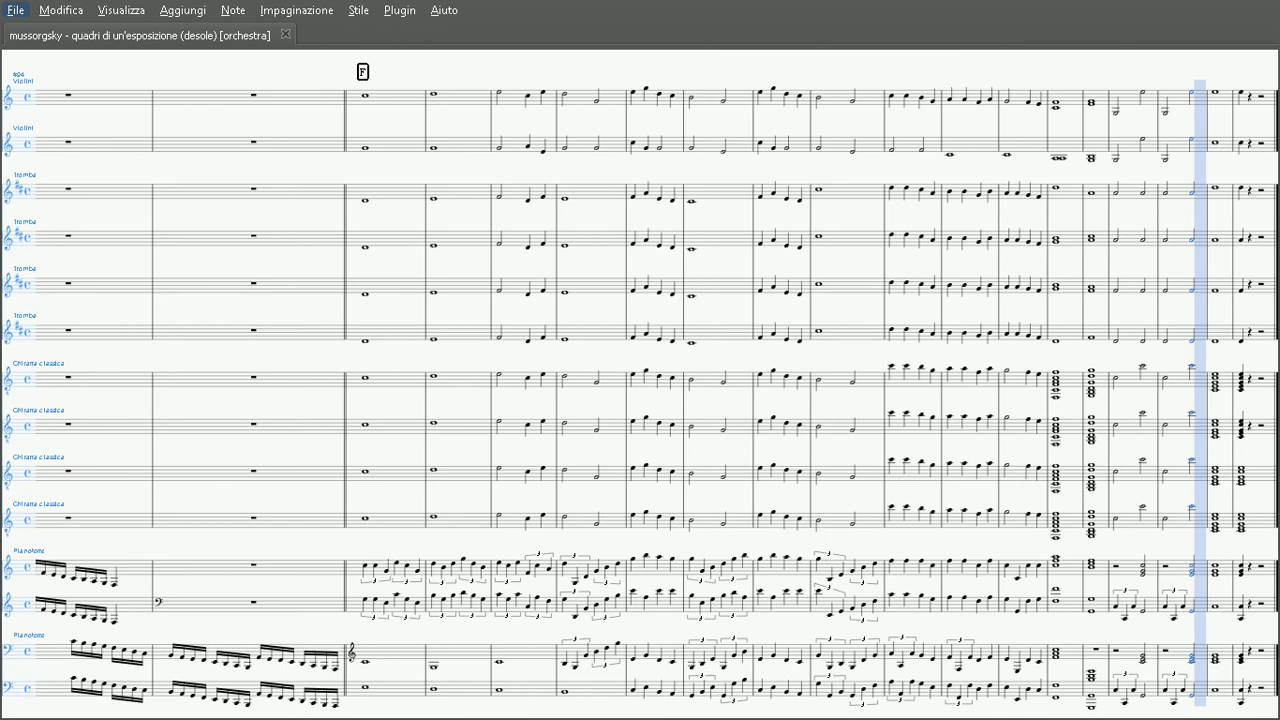 File Modifica Visualizza Aggiungi Note Impaginazione Stile Plugin Aiuto
mussorgsky - quadri di un'esposizione (desole) [orchestra]
F
Violini
Violini
Tromba
Tromba
Tromba
Tromba
Chitarra classica
Chitarra classica
Chitarra classica
Chitarra classica
Pianoforte
Pianoforte